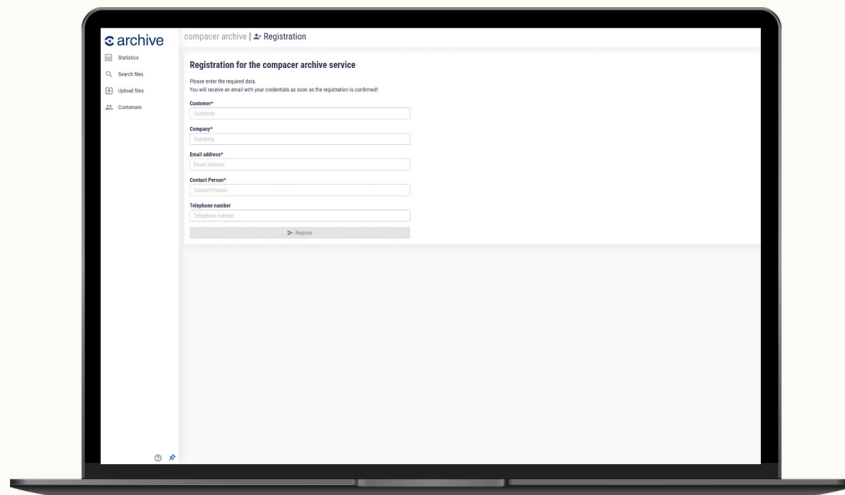 archive
Statistics
Search files
Upload files
Customers
compacer archive | Registration
Registration for the compacer archive service
Please enter the required data.
You will receive an email with your credentials as soon as the registration is confirmed!
Customer*
Customer
Company*
Company
Email address*
Email address
Contact Person*
Contact Person
Telephone number
Telephone number
Register